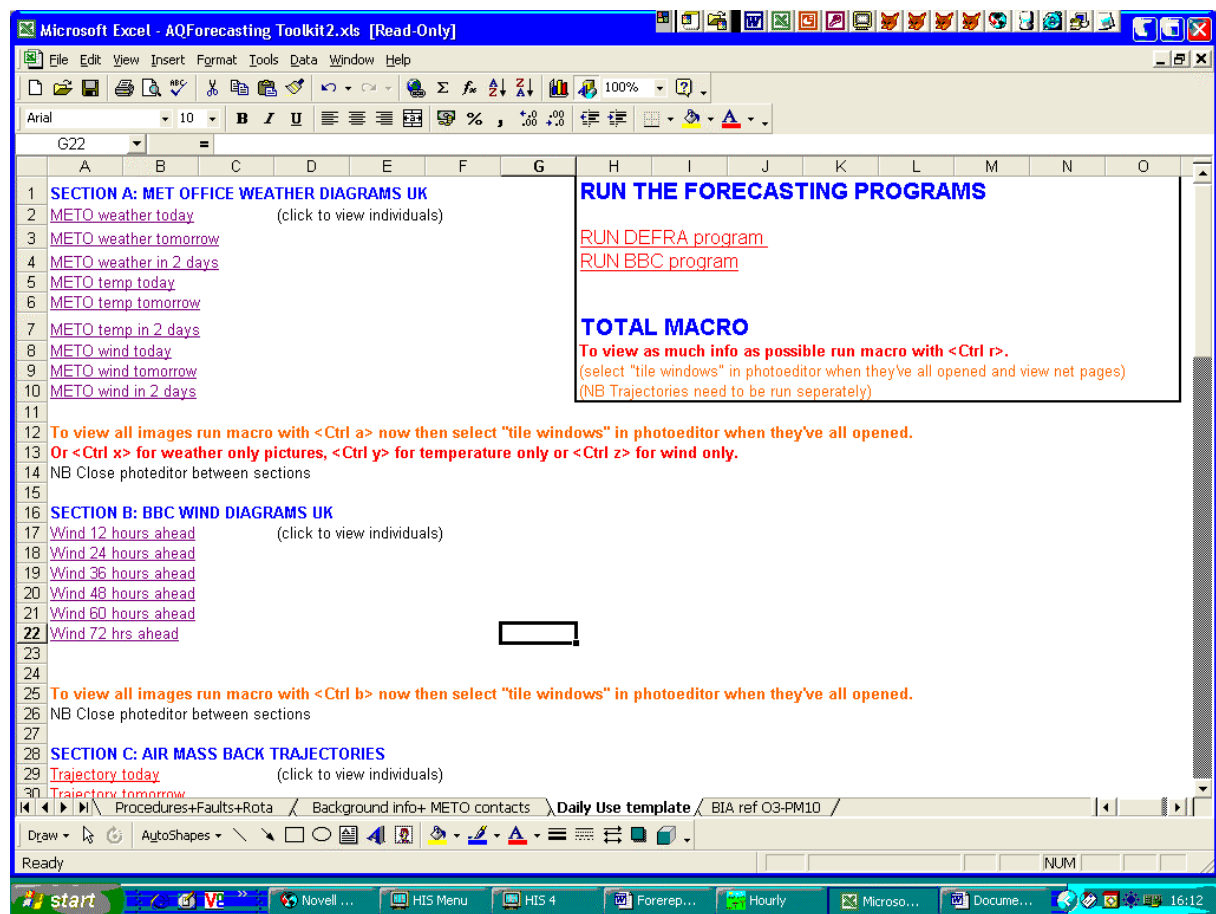 Microsoft Excel - AQForecasting Toolkit2.xls [Read-Only]
File Edit View Insert Format Tools Data Window Help
100%
Arial 10 B I U
G22 =
A B C D E F G H I J K L M N O
1 SECTION A: MET OFFICE WEATHER DIAGRAMS UK RUN THE FORECASTING PROGRAMS
2 METO weather today (click to view individuals)
3 METO weather tomorrow RUN DEFRA program
4 METO weather in 2 days RUN BBC program
5 METO temp today
6 METO temp tomorrow
7 METO temp in 2 days TOTAL MACRO
8 METO wind today To view as much info as possible run macro with <Ctrl r>.
9 METO wind tomorrow (select "tile windows" in photoeditor when they've all opened and view net pages)
10 METO wind in 2 days (NB Trajectories need to be run seperately)
11
12 To view all images run macro with <Ctrl a> now then select "tile windows" in photoeditor when they've all opened.
13 Or <Ctrl x> for weather only pictures, <Ctrl y> for temperature only or <Ctrl z> for wind only.
14 NB Close photeditor between sections
15
16 SECTION B: BBC WIND DIAGRAMS UK
17 Wind 12 hours ahead (click to view individuals)
18 Wind 24 hours ahead
19 Wind 36 hours ahead
20 Wind 48 hours ahead
21 Wind 60 hours ahead
22 Wind 72 hrs ahead
23
24
25 To view all images run macro with <Ctrl b> now then select "tile windows" in photoeditor when they've all opened.
26 NB Close photeditor between sections
27
28 SECTION C: AIR MASS BACK TRAJECTORIES
29 Trajectory today (click to view individuals)
30 Trajectory tomorrow
Procedures+Faults+Rota Background info+ METO contacts Daily Use template BIA ref O3-PM10
Draw AutoShapes
Ready NUM
start Novell ... HIS Menu HIS 4 Forerep... Hourly Microso... Docume... 16:12